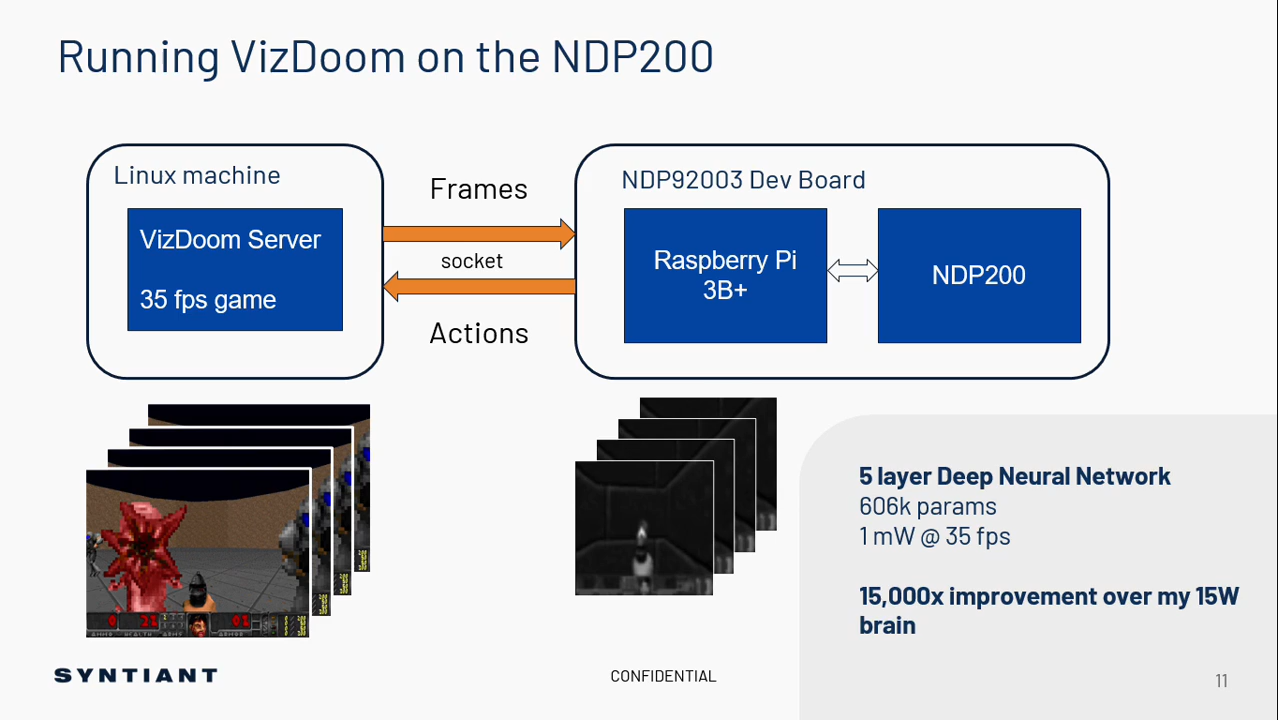 Running VizDoom on the NDP200
Linux machine
VizDoom Server
35 fps game
Frames
socket
Actions
NDP92003 Dev Board
Raspberry Pi
3B+
NDP200
5 layer Deep Neural Network
606k params
1 mW @ 35 fps
15,000x improvement over my 15W
brain
SYNTIANT
CONFIDENTIAL
11